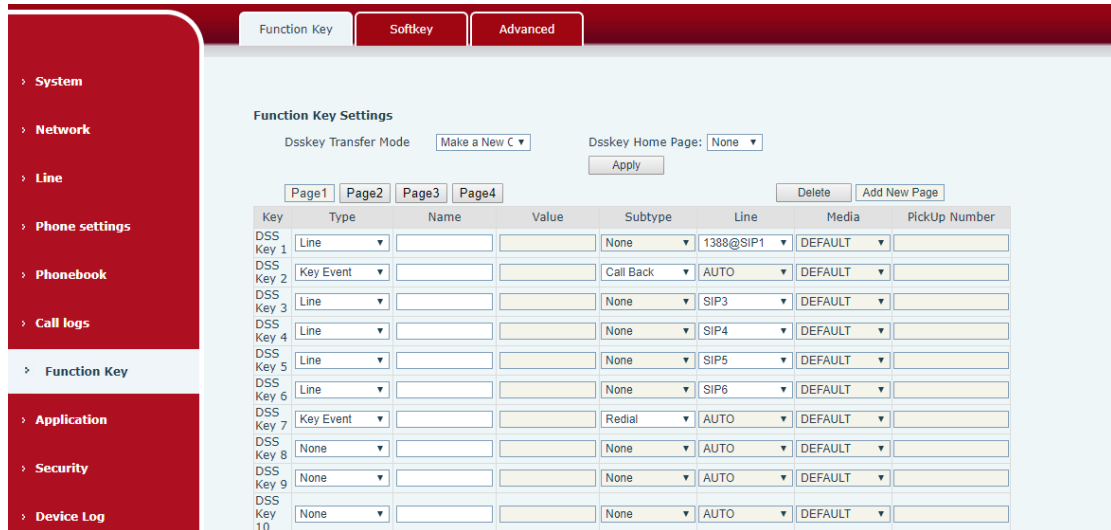 Function Key Softkey Advanced
System
Network
Line
Phone settings
Phonebook
Call logs
Function Key
Application
Security
Device Log
Function Key Settings
Dsskey Transfer Mode Make a New C Dsskey Home Page: None
Apply
Page1 Page2 Page3 Page4 Delete Add New Page
Key Type Name Value Subtype Line Media PickUp Number
DSS Key 1 Line None 1388@SIP1 DEFAULT
DSS Key 2 Key Event Call Back AUTO DEFAULT
DSS Key 3 Line None SIP3 DEFAULT
DSS Key 4 Line None SIP4 DEFAULT
DSS Key 5 Line None SIP5 DEFAULT
DSS Key 6 Line None SIP6 DEFAULT
DSS Key 7 Key Event Redial AUTO DEFAULT
DSS Key 8 None None AUTO DEFAULT
DSS Key 9 None None AUTO DEFAULT
DSS Key 10 None None AUTO DEFAULT